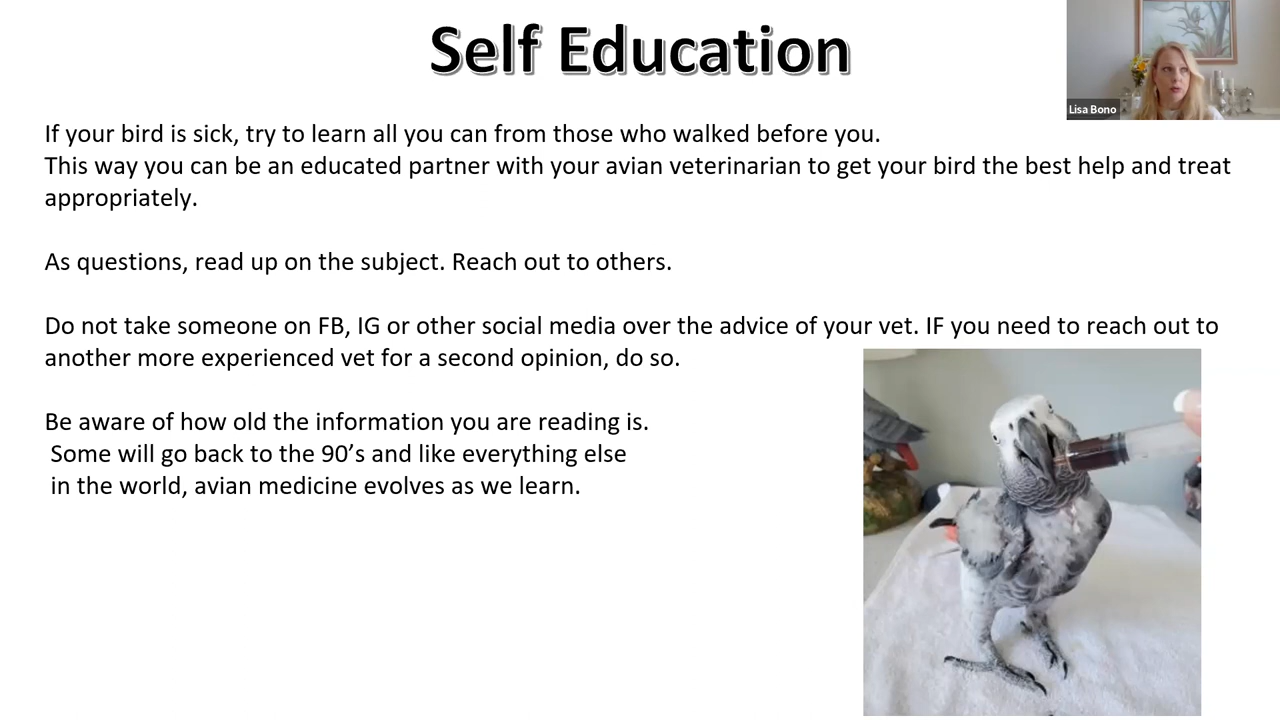 Self Education
Lisa Bono
If your bird is sick, try to learn all you can from those who walked before you.
This way you can be an educated partner with your avian veterinarian to get your bird the best help and treat
appropriately.
As questions, read up on the subject. Reach out to others.
Do not take someone on FB, IG or other social media over the advice of your vet. IF you need to reach out to
another more experienced vet for a second opinion, do so.
Be aware of how old the information you are reading is.
Some will go back to the 90’s and like everything else
in the world, avian medicine evolves as we learn.